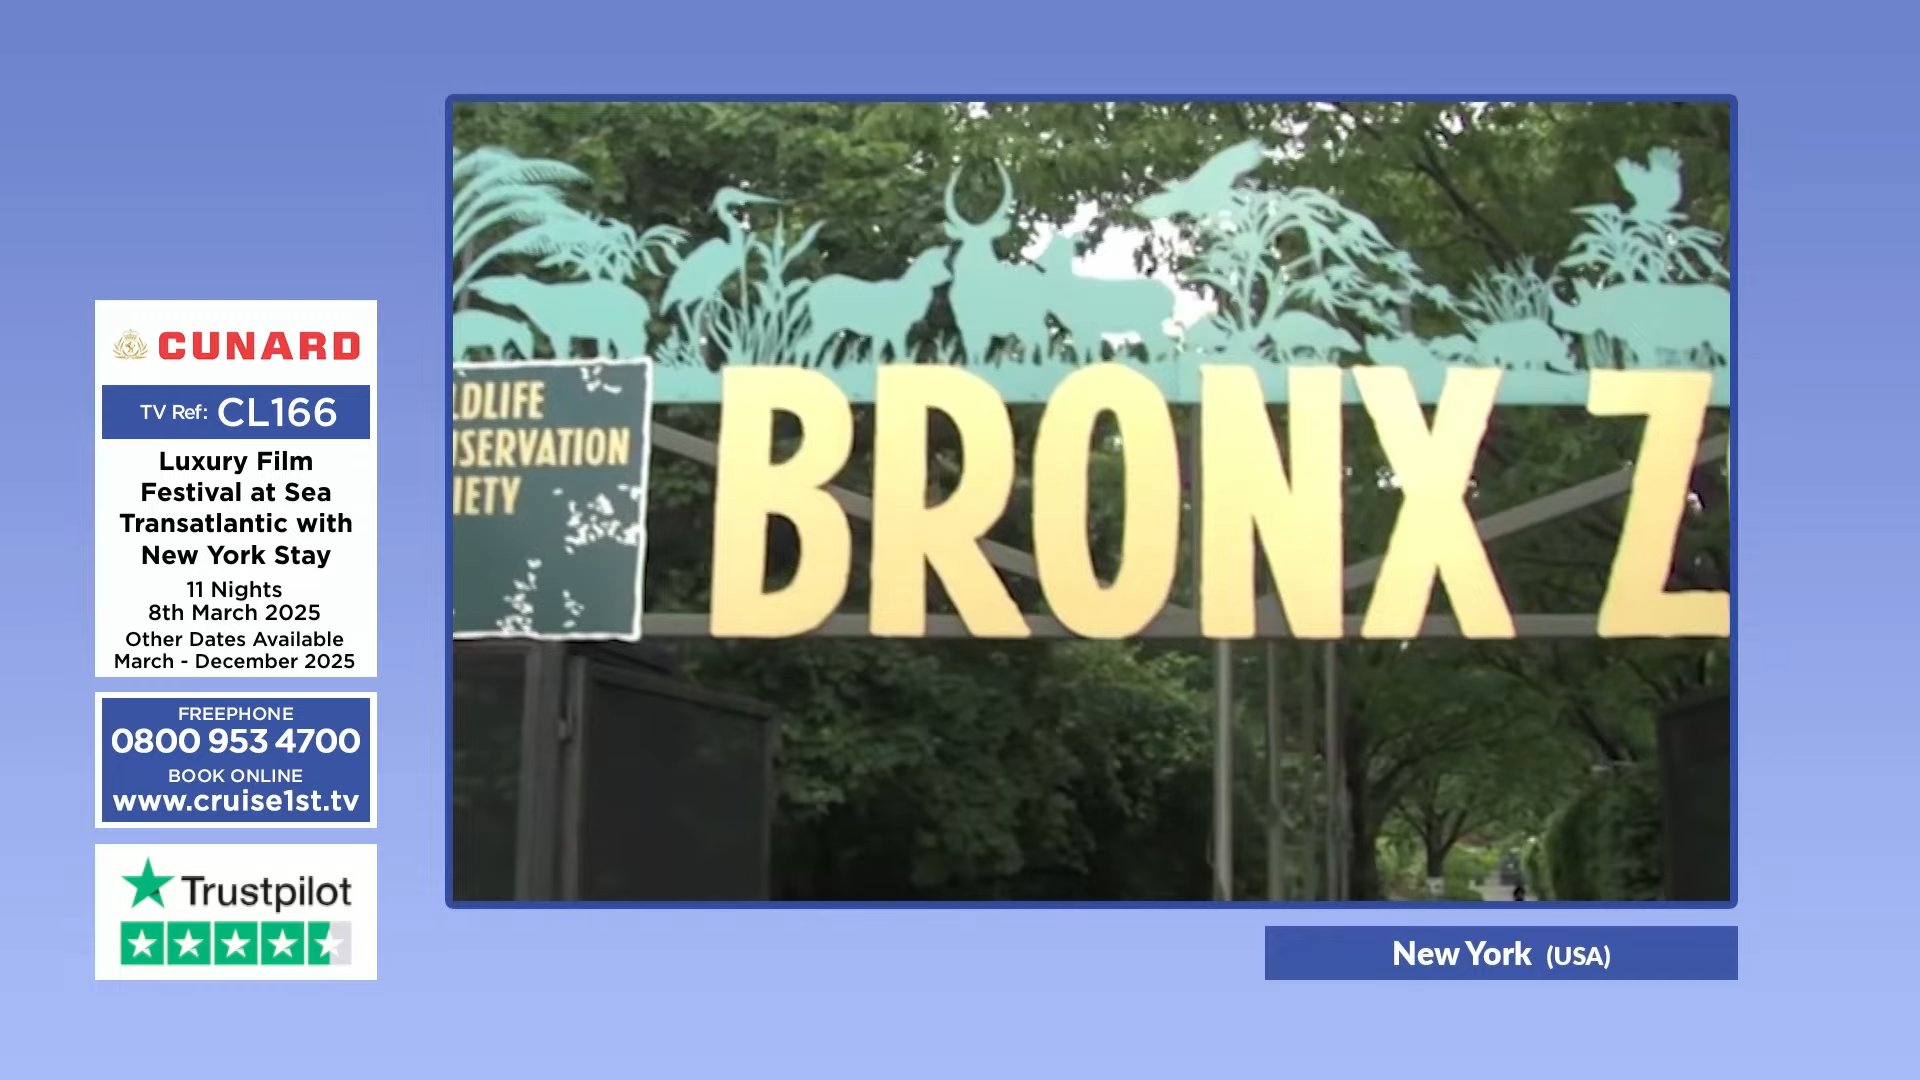 CUNARD
TV Ref: CL166
Luxury Film
Festival at Sea
Transatlantic with
New York Stay
11 Nights
8th March 2025
Other Dates Available
March - December 2025
FREEPHONE
0800 953 4700
BOOK ONLINE
www.cruise1st.tv
Trustpilot
LDLIFE
SERVATION
IETY
BRONX Z
New York (USA)